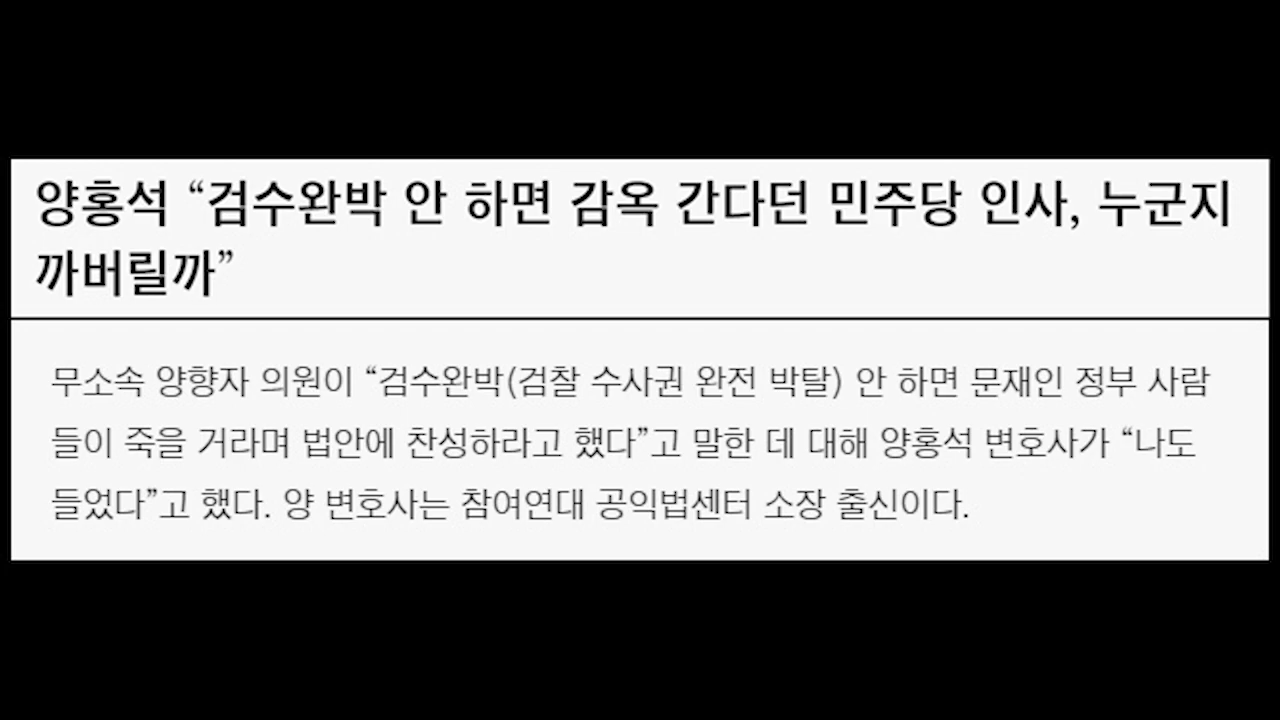 양홍석 “검수완박 안 하면 감옥 간다던 민주당 인사, 누군지
까버릴까”
무소속 양향자 의원이 “검수완박(검찰 수사권 완전 박탈) 안 하면 문재인 정부 사람
들이 죽을 거라며 법안에 찬성하라고 했다”고 말한 데 대해 양홍석 변호사가 “나도
들었다”고 했다. 양 변호사는 참여연대 공익법센터 소장 출신이다.